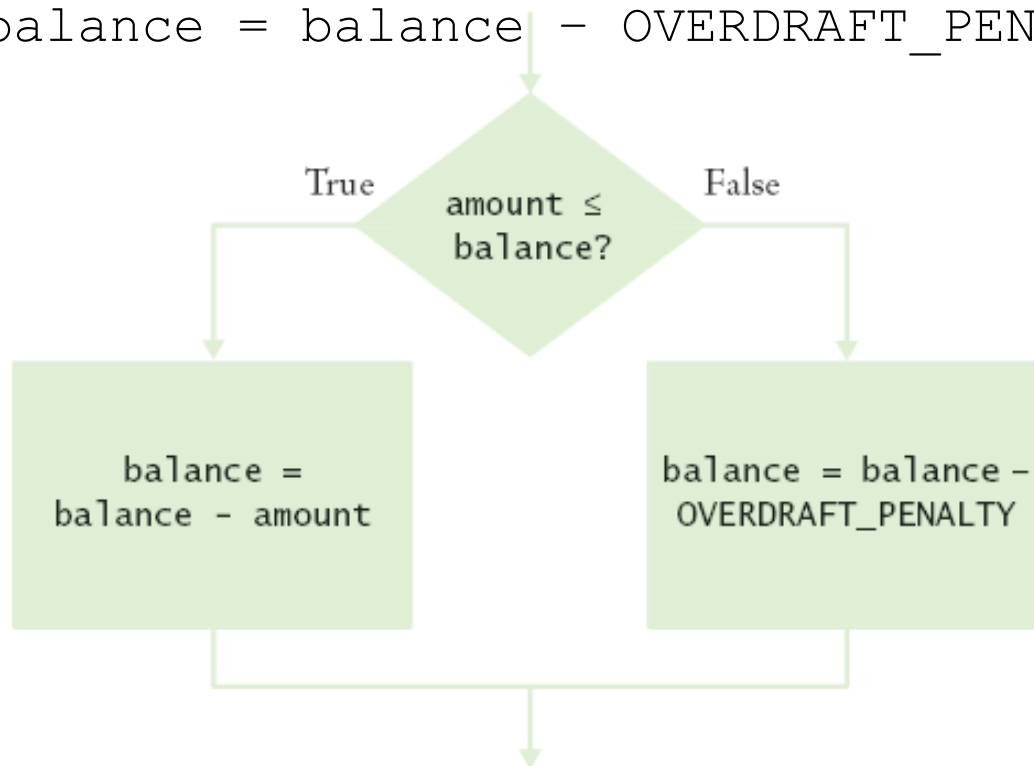 balance = balance - OVERDRAFT_PEN
True
False
amount ≤
balance?
balance =
balance - amount
balance = balance -
OVERDRAFT_PENALTY